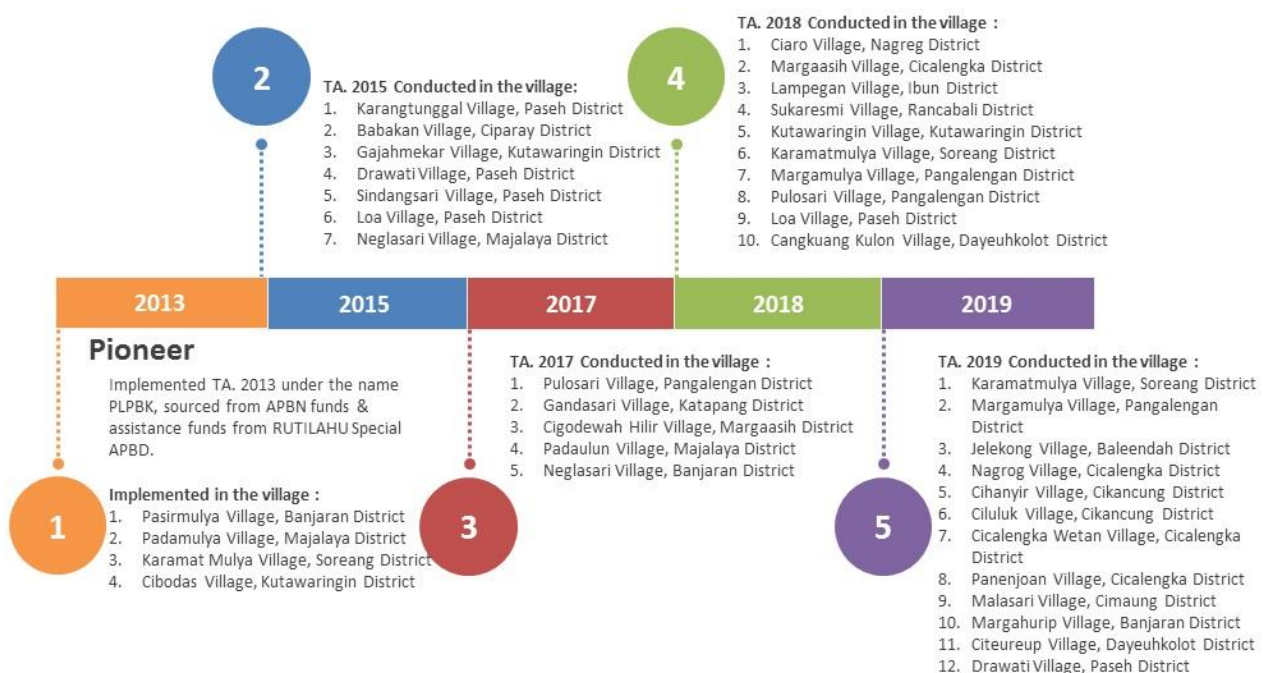 2
TA. 2015 Conducted in the village:
1. Karangtunggal Village, Paseh District
2. Babakan Village, Ciparay District
3. Gajahmekar Village, Kutawaringin District
4. Drawati Village, Paseh District
5. Sindangsari Village, Paseh District
6. Loa Village, Paseh District
7. Neglasari Village, Majalaya District
4
TA. 2018 Conducted in the village :
1. Ciaro Village, Nagreg District
2. Margaasih Village, Cicalengka District
3. Lampegan Village, Ibun District
4. Sukaresmi Village, Rancabali District
5. Kutawaringin Village, Kutawaringin District
6. Karamatmulya Village, Soreang District
7. Margamulya Village, Pangalengan District
8. Pulosari Village, Pangalengan District
9. Loa Village, Paseh District
10. Cangkuang Kulon Village, Dayeuhkolot District
2013
2015
2017
2018
2019
Pioneer
Implemented TA. 2013 under the name
PLPBK, sourced from APBN funds &
assistance funds from RUTILAHU Special
APBD.
1
Implemented in the village :
1. Pasirmulya Village, Banjaran District
2. Padamulya Village, Majalaya District
3. Karamat Mulya Village, Soreang District
4. Cibodas Village, Kutawaringin District
3
TA. 2017 Conducted in the village :
1. Pulosari Village, Pangalengan District
2. Gandasari Village, Katapang District
3. Cigodewah Hilir Village, Margaasih District
4. Padaulun Village, Majalaya District
5. Neglasari Village, Banjaran District
5
TA. 2019 Conducted in the village :
1. Karamatmulya Village, Soreang District
2. Margamulya Village, Pangalengan
District
3. Jelekong Village, Baleendah District
4. Nagrog Village, Cicalengka District
5. Cihanyir Village, Cikancung District
6. Ciluluk Village, Cikancung District
7. Cicalengka Wetan Village, Cicalengka
District
8. Panenjoan Village, Cicalengka District
9. Malasari Village, Cimaung District
10. Margahurip Village, Banjaran District
11. Citeureup Village, Dayeuhkolot District
12. Drawati Village, Paseh District